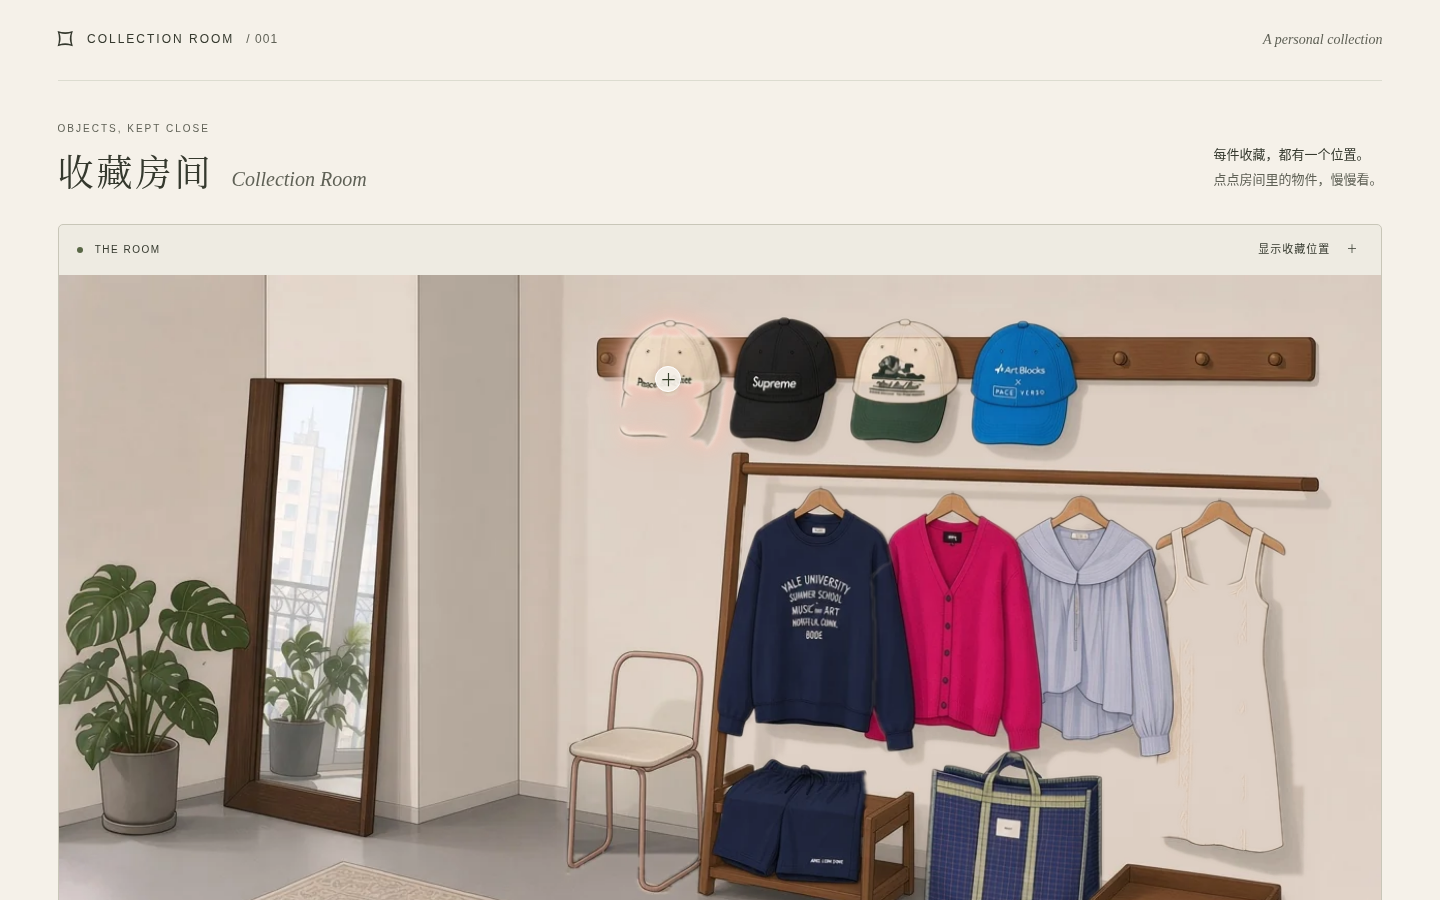 COLLECTION ROOM / 001
A personal collection
OBJECTS, KEPT CLOSE
收藏房间 Collection Room
每件收藏，都有一个位置。
点点房间里的物件，慢慢看。
THE ROOM
显示收藏位置 +
Supreme
Art Blocks
×
PACE VERSO
YALE UNIVERSITY
SUMMER SCHOOL
MUSIC ART
BODE